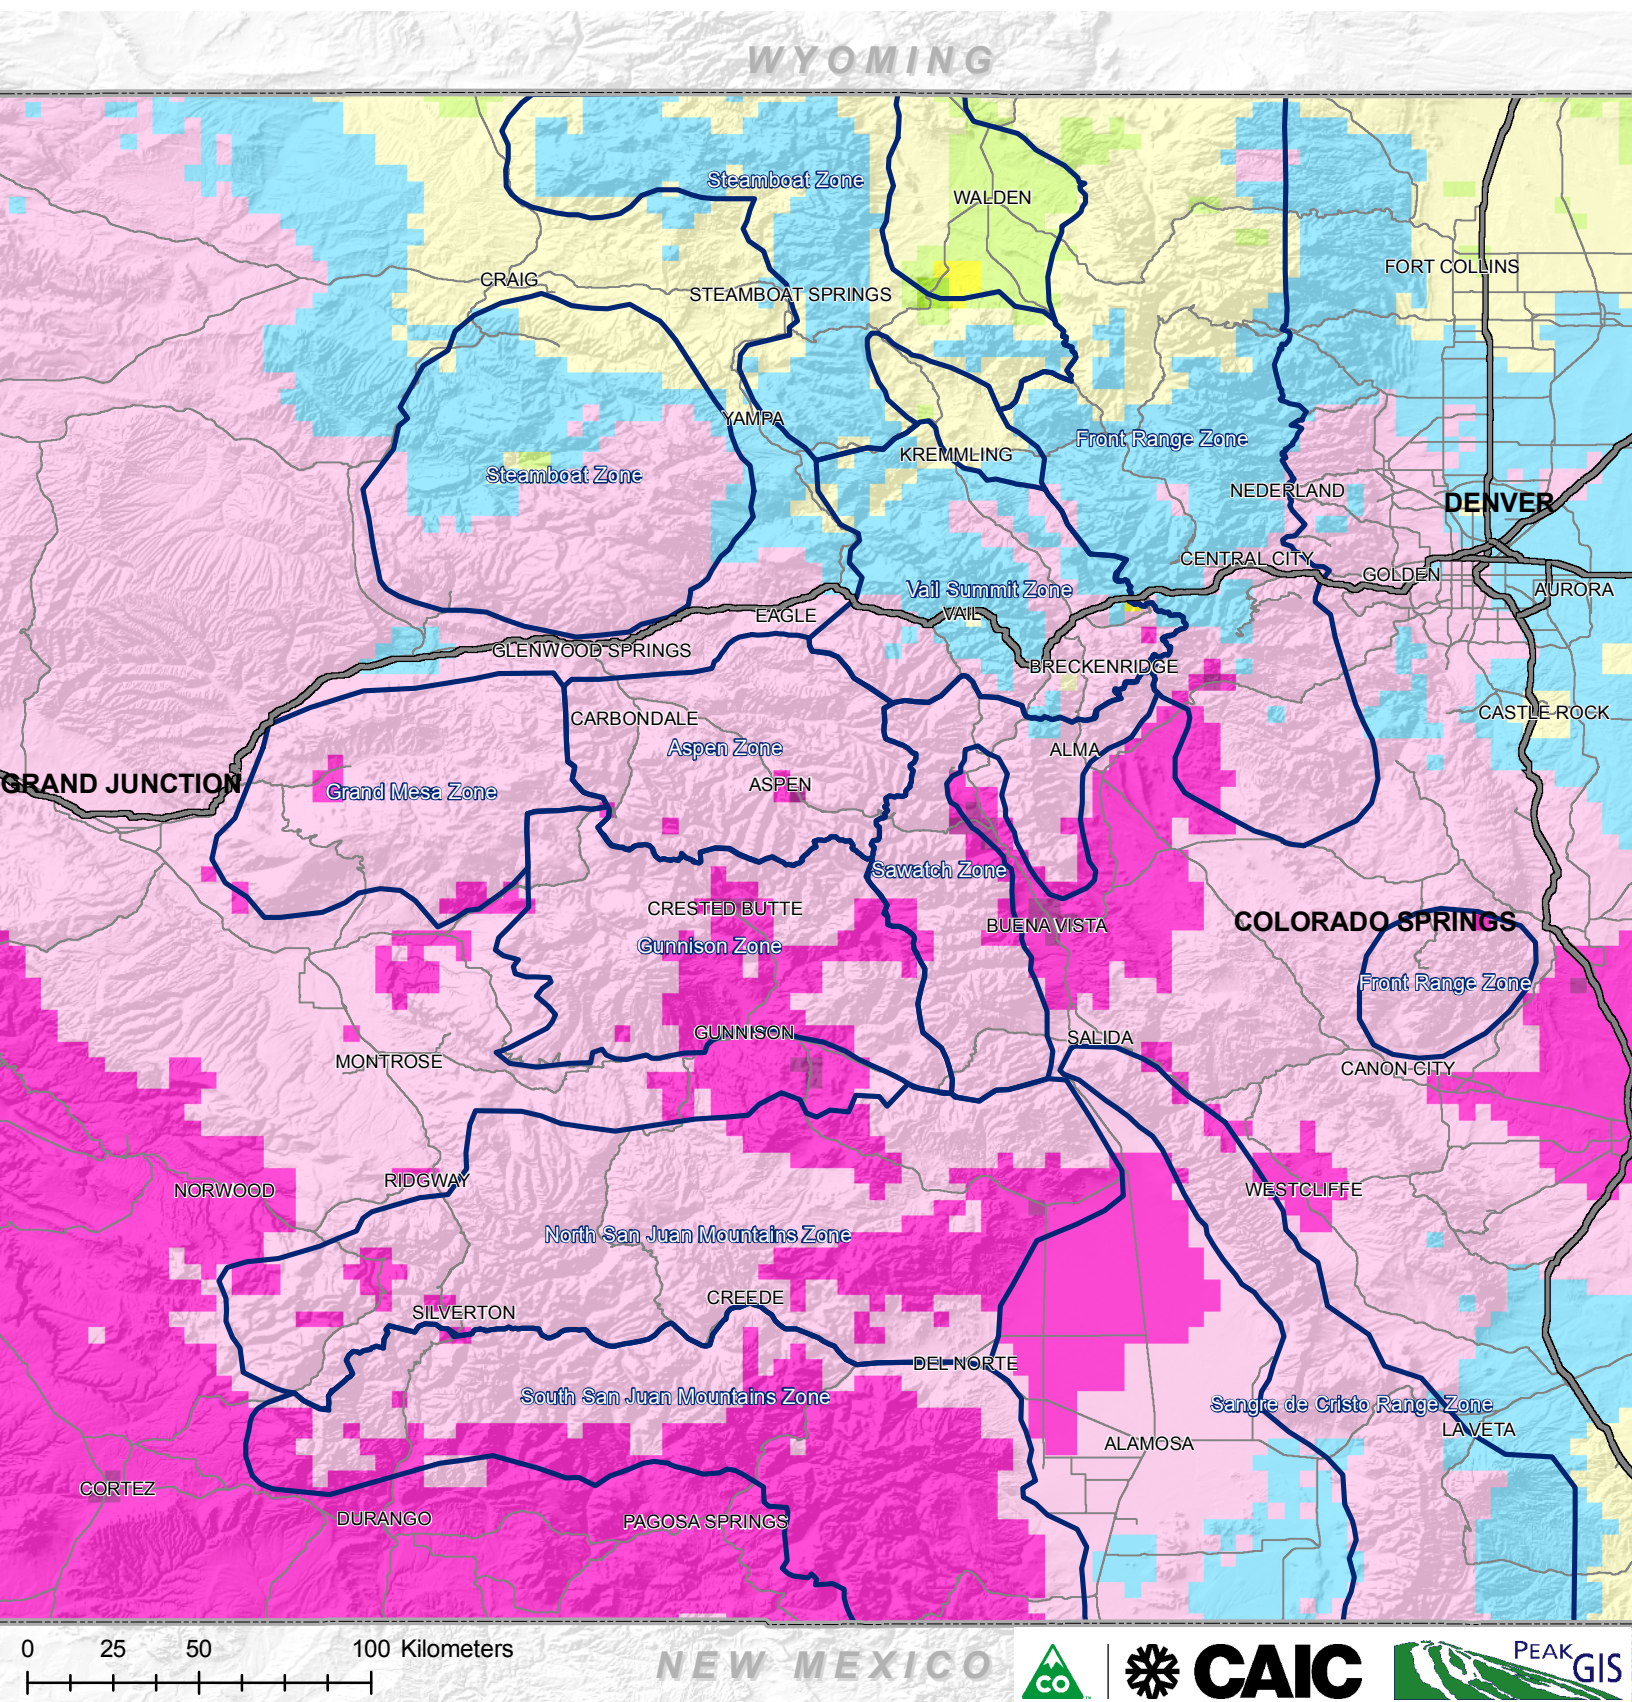 WYOMING
Steamboat Zone
WALDEN
FORT COLLINS
CRAIG
STEAMBOAT SPRINGS
YAMPA
Front Range Zone
KREMMLING
Steamboat Zone
NEDERLAND
DENVER
CENTRAL CITY
GOLDEN
AURORA
Vail Summit Zone
EAGLE
VAIL
GLENWOOD SPRINGS
BRECKENRIDGE
CARBONDALE
CASTLE ROCK
Aspen Zone
ALMA
GRAND JUNCTION
ASPEN
Grand Mesa Zone
Sawatch Zone
CRESTED BUTTE
BUENA VISTA
COLORADO SPRINGS
Gunnison Zone
Front Range Zone
GUNNISON
SALIDA
MONTROSE
CANON CITY
RIDGWAY
NORWOOD
WESTCLIFFE
North San Juan Mountains Zone
CREEDE
SILVERTON
DEL NORTE
South San Juan Mountains Zone
Sangre de Cristo Range Zone
LA VETA
ALAMOSA
CORTEZ
DURANGO
PAGOSA SPRINGS
0 25 50 100 Kilometers
NEW MEXICO
CO
CAIC
PEAK GIS